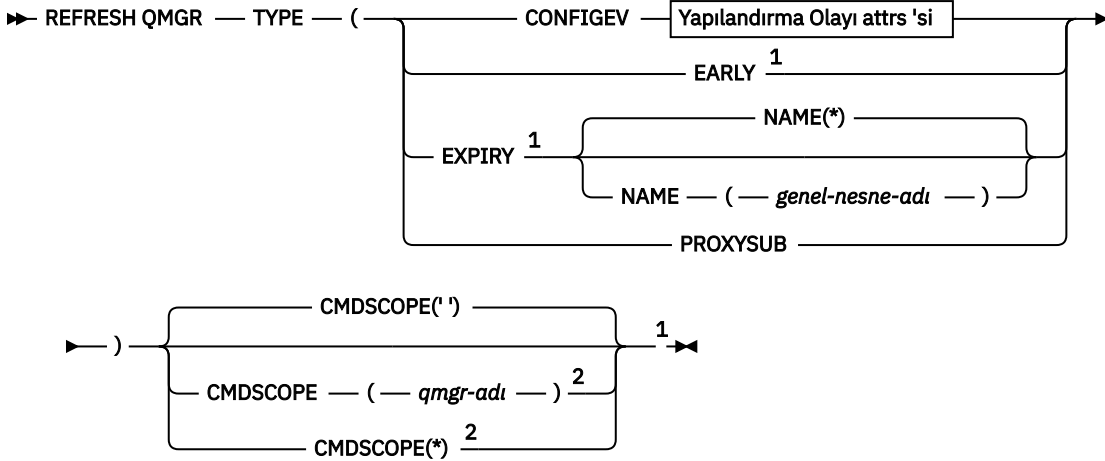 REFRESH QMGR TYPE ( CONFIGEV Yapılandırma Olayı attrs 'si
EARLY 1
NAME(*)
EXPIRY 1
NAME ( genel-nesne-adı )
PROXYSUB
CMDSCOPE(' ')
) 1
CMDSCOPE ( qmgr-adı ) 2
CMDSCOPE(*) 2